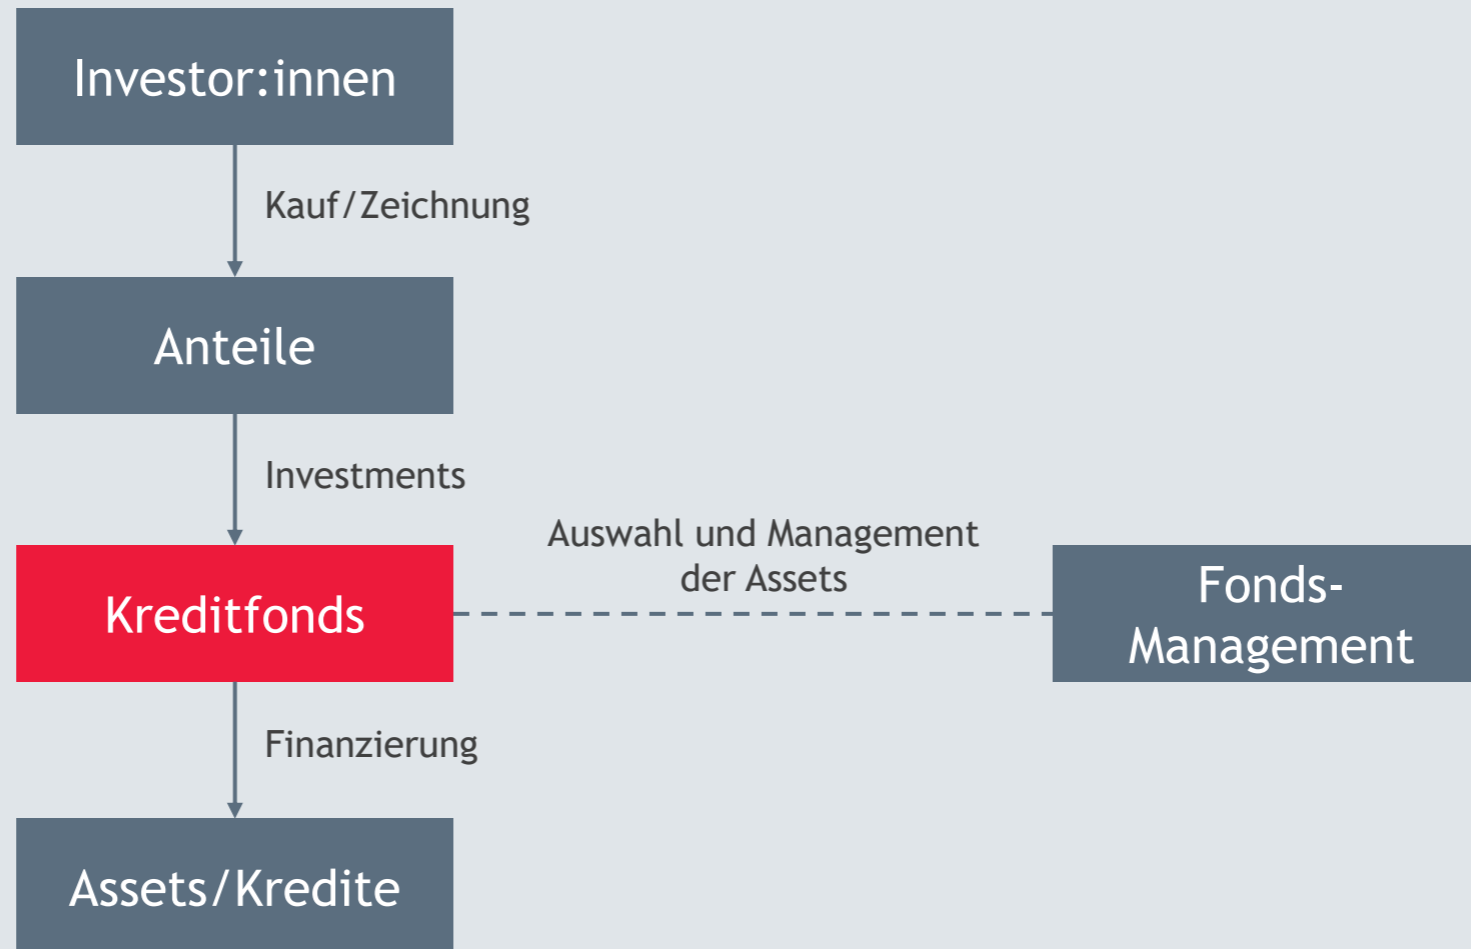 Investor:innen
Kauf/Zeichnung
Anteile
Investments
Kreditfonds
Auswahl und Management
der Assets
Fonds-
Management
Finanzierung
Assets/Kredite